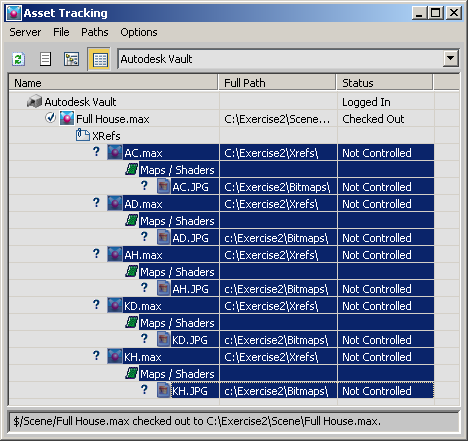 Asset Tracking
Server File Paths Options
Autodesk Vault
Name Full Path Status
Autodesk Vault Logged In
Full House.max C:\Exercise2\Scene... Checked Out
XRefs
? AC.max C:\Exercise2\Xrefs\ Not Controlled
Maps / Shaders
? AC.JPG C:\Exercise2\Bitmaps\ Not Controlled
? AD.max C:\Exercise2\Xrefs\ Not Controlled
Maps / Shaders
? AD.JPG c:\Exercise2\Bitmaps\ Not Controlled
? AH.max C:\Exercise2\Xrefs\ Not Controlled
Maps / Shaders
? AH.JPG c:\Exercise2\Bitmaps\ Not Controlled
? KD.max C:\Exercise2\Xrefs\ Not Controlled
Maps / Shaders
? KD.JPG c:\Exercise2\Bitmaps\ Not Controlled
? KH.max C:\Exercise2\Xrefs\ Not Controlled
Maps / Shaders
? KH.JPG c:\Exercise2\Bitmaps\ Not Controlled
$/Scene/Full House.max checked out to C:\Exercise2\Scene\Full House.max.